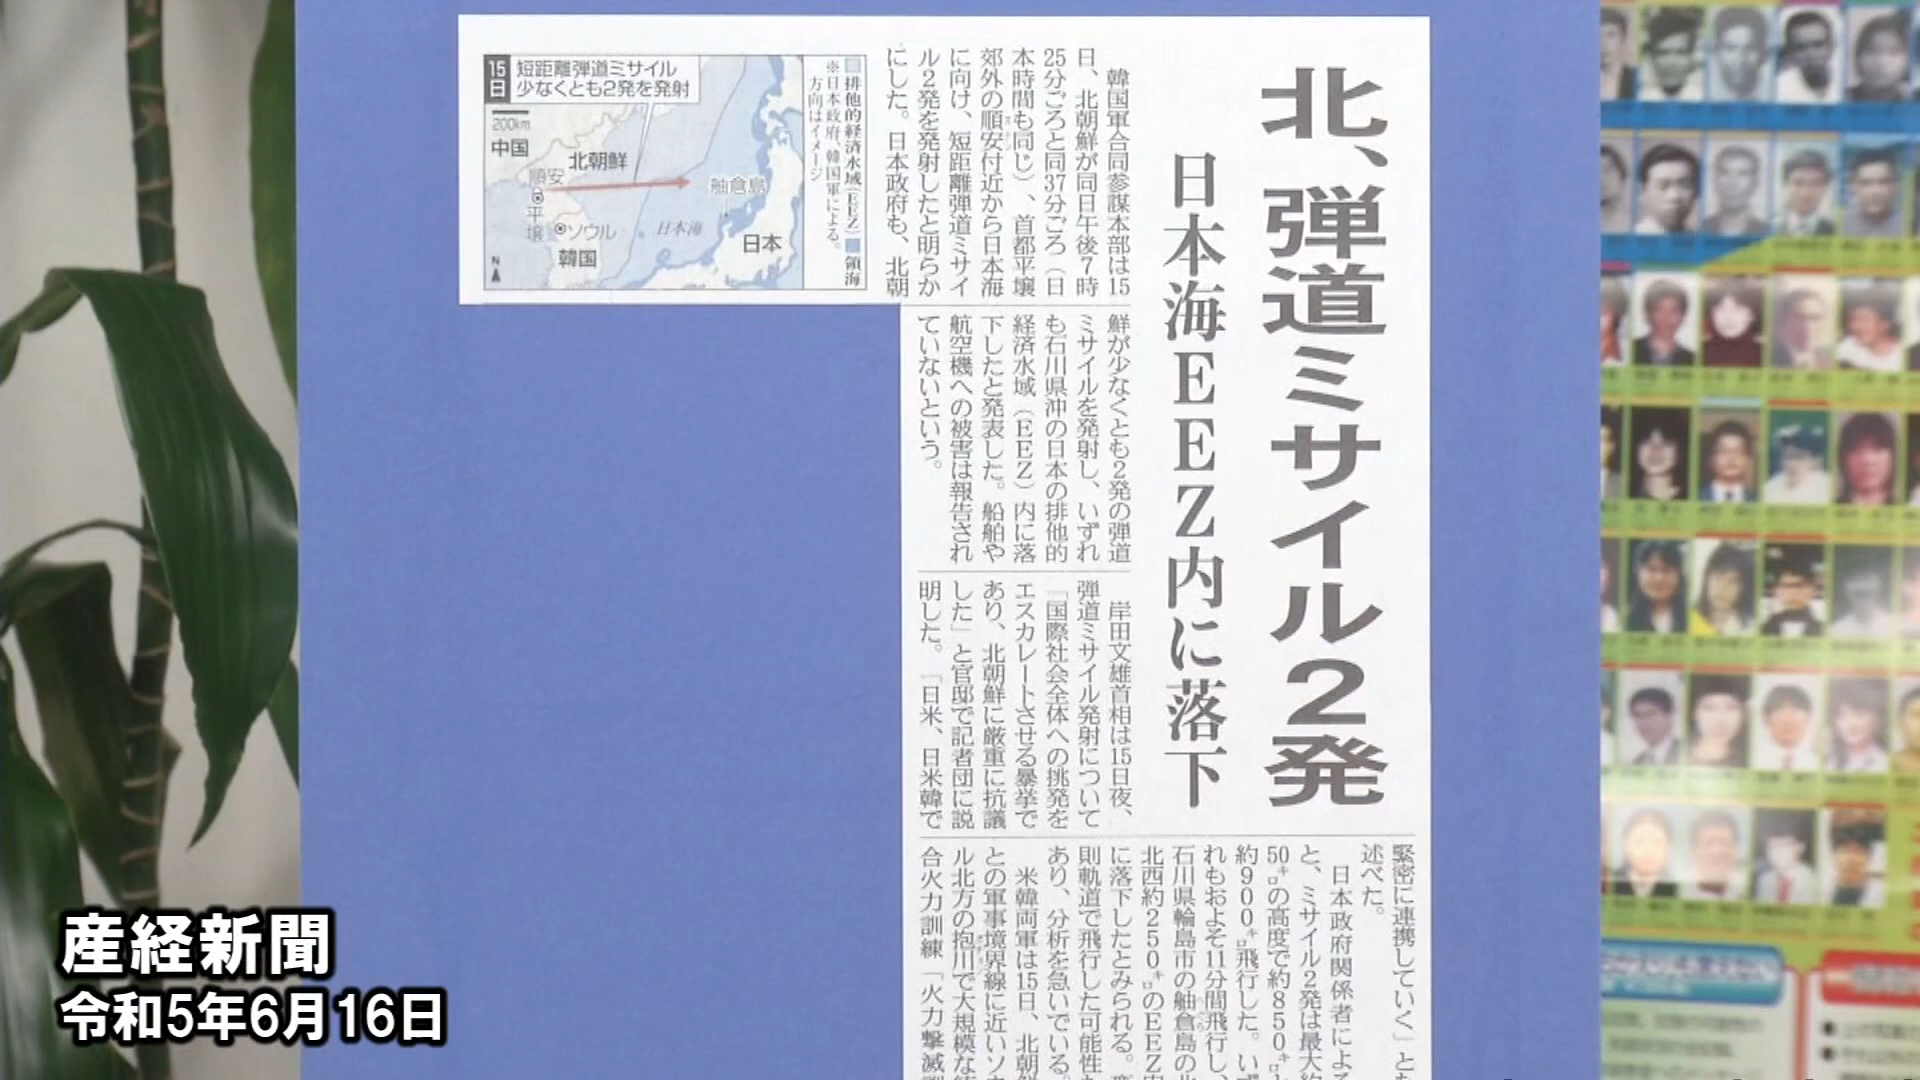 北、弾道ミサイル2発
日本海EEZ内に落下
韓国軍合同参謀本部は15
日、北朝鮮が同日午後7時
25分ごろと同37分ごろ(日
本時間も同じ)、首都平壌
郊外の順安付近から日本海
に向け、短距離弾道ミサイ
ル2発を発射したと明らか
にした。日本政府も、北朝
鮮が少なくとも2発の弾道
ミサイルを発射し、いずれ
も石川県沖の日本の排他的
経済水域(EEZ)内に落
下したと発表した。船舶や
航空機への被害は報告され
ていないという。
岸田文雄首相は15日夜、
弾道ミサイル発射について
「国際社会全体への挑発を
エスカレートさせる暴挙で
あり、北朝鮮に厳重に抗議
した」と官邸で記者団に説
明した。「日米、日米韓で
緊密に連携していく」とも
述べた。
日本政府関係者による
と、ミサイル2発は最大約
50㌔の高度で約850㌔と
約900㌔飛行した。いず
れもおよそ11分間飛行し、
石川県輪島市の舳倉島の北
北西約250㌔のEEZ内
に落下したとみられる。変
則軌道で飛行した可能性も
あり、分析を急いでいる。
米韓両軍は15日、北朝鮮
との軍事境界線に近いソウ
ル北方の抱川で大規模な
合火力訓練「火力撃滅
15日
短距離弾道ミサイル
少なくとも2発を発射
200km
中国
北朝鮮
順安
平壌
ソウル
韓国
日本海
舳倉島
日本
N
排他的経済水域(EEZ) 領海
※日本政府、韓国軍による。
方向はイメージ
産経新聞
令和5年6月16日